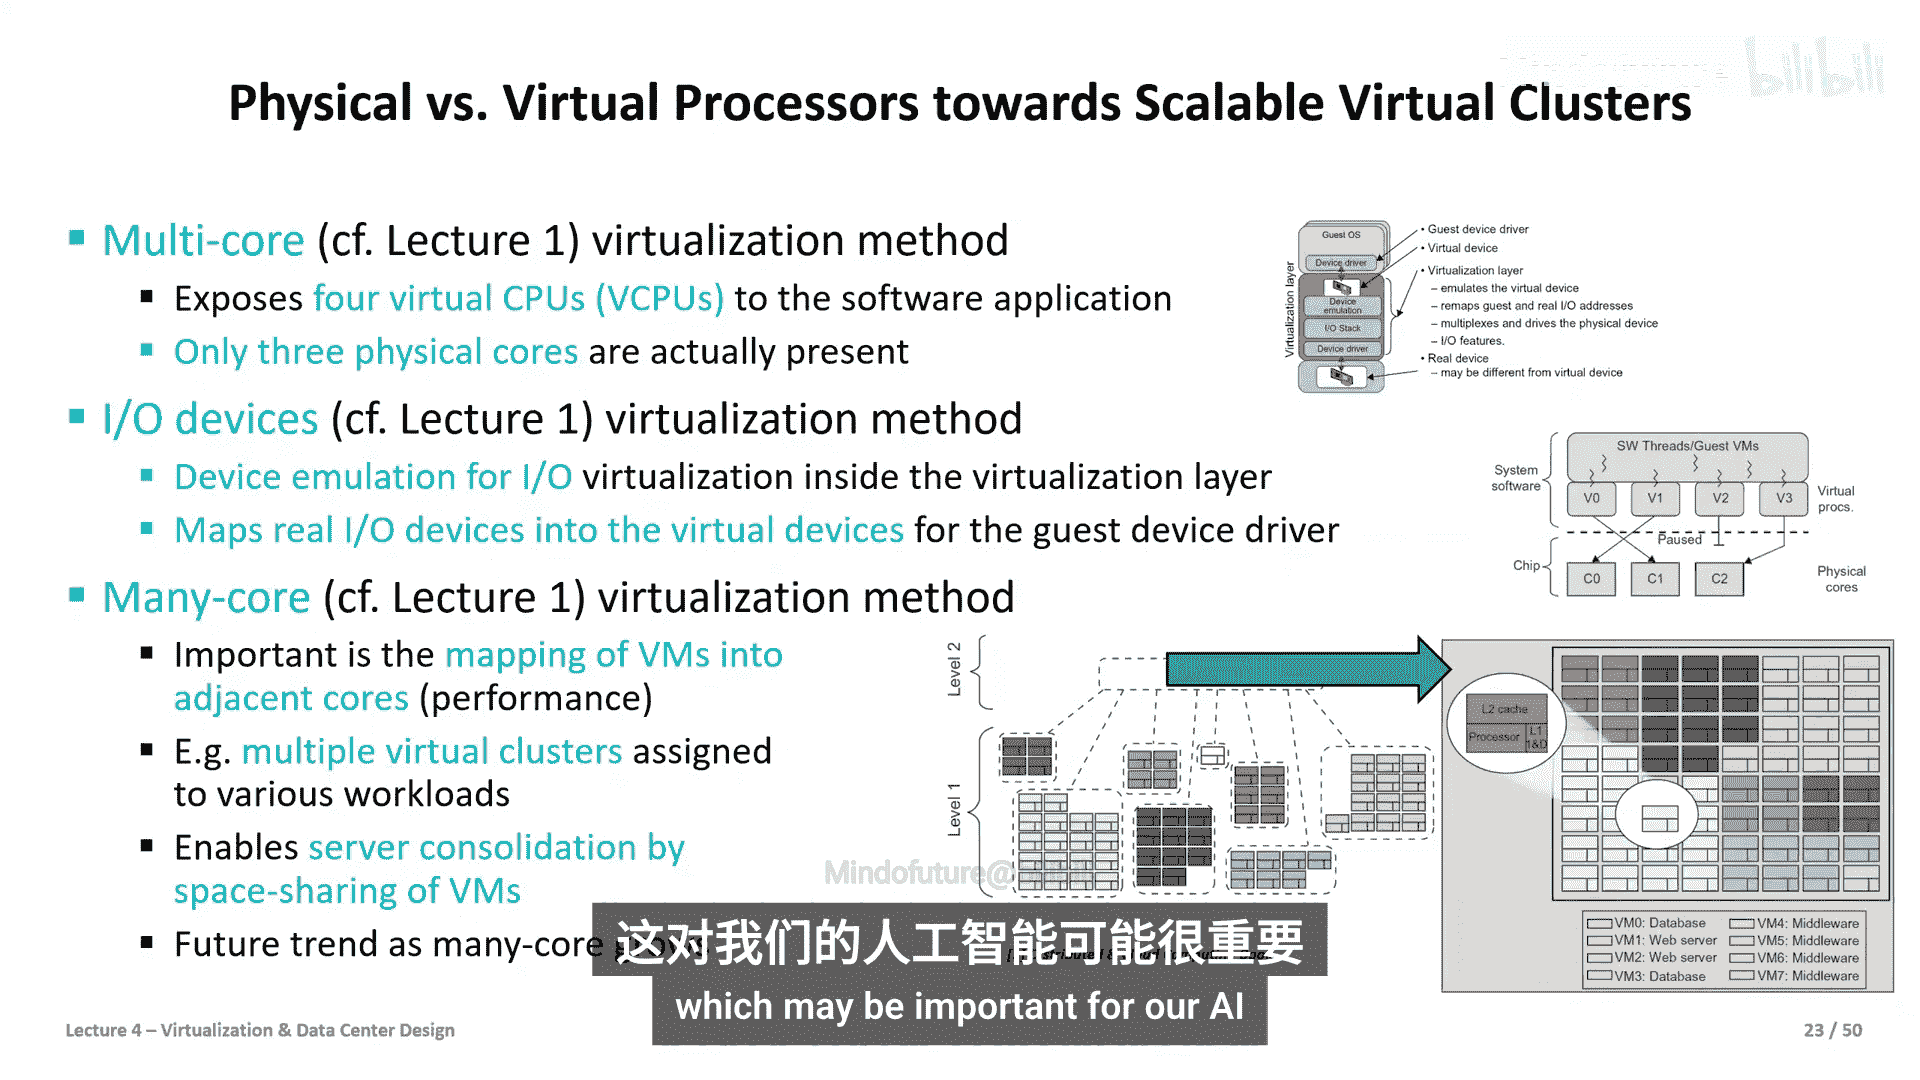 bilibili
Physical vs. Virtual Processors towards Scalable Virtual Clusters
Multi-core (cf. Lecture 1) virtualization method
Exposes four virtual CPUs (VCPUs) to the software application
Only three physical cores are actually present
I/O devices (cf. Lecture 1) virtualization method
Device emulation for I/O virtualization inside the virtualization layer
Maps real I/O devices into the virtual devices for the guest device driver
Many-core (cf. Lecture 1) virtualization method
Important is the mapping of VMs into
adjacent cores (performance)
E.g. multiple virtual clusters assigned
to various workloads
Enables server consolidation by
space-sharing of VMs
Future trend as many-core
Virtualization layer
Guest OS
Device driver
Device
emulation
I/O Stack
Device driver
• Guest device driver
• Virtual device
• Virtualization layer
– emulates the virtual device
– remaps guest and real I/O addresses
– multiplexes and drives the physical device
– I/O features.
• Real device
– may be different from virtual device
System
software
SW Threads/Guest VMs
V0 V1 V2 V3
Virtual
procs.
Paused
Chip
C0 C1 C2
Physical
cores
Level 2
Level 1
L2 cache
Processor
L1
1&D
VM0: Database
VM4: Middleware
VM1: Web server
VM5: Middleware
VM2: Web server
VM6: Middleware
VM3: Database
VM7: Middleware
Mindofuture@
这对我们的人工智能可能很重要
which may be important for our AI
Lecture 4 – Virtualization & Data Center Design
23 / 50